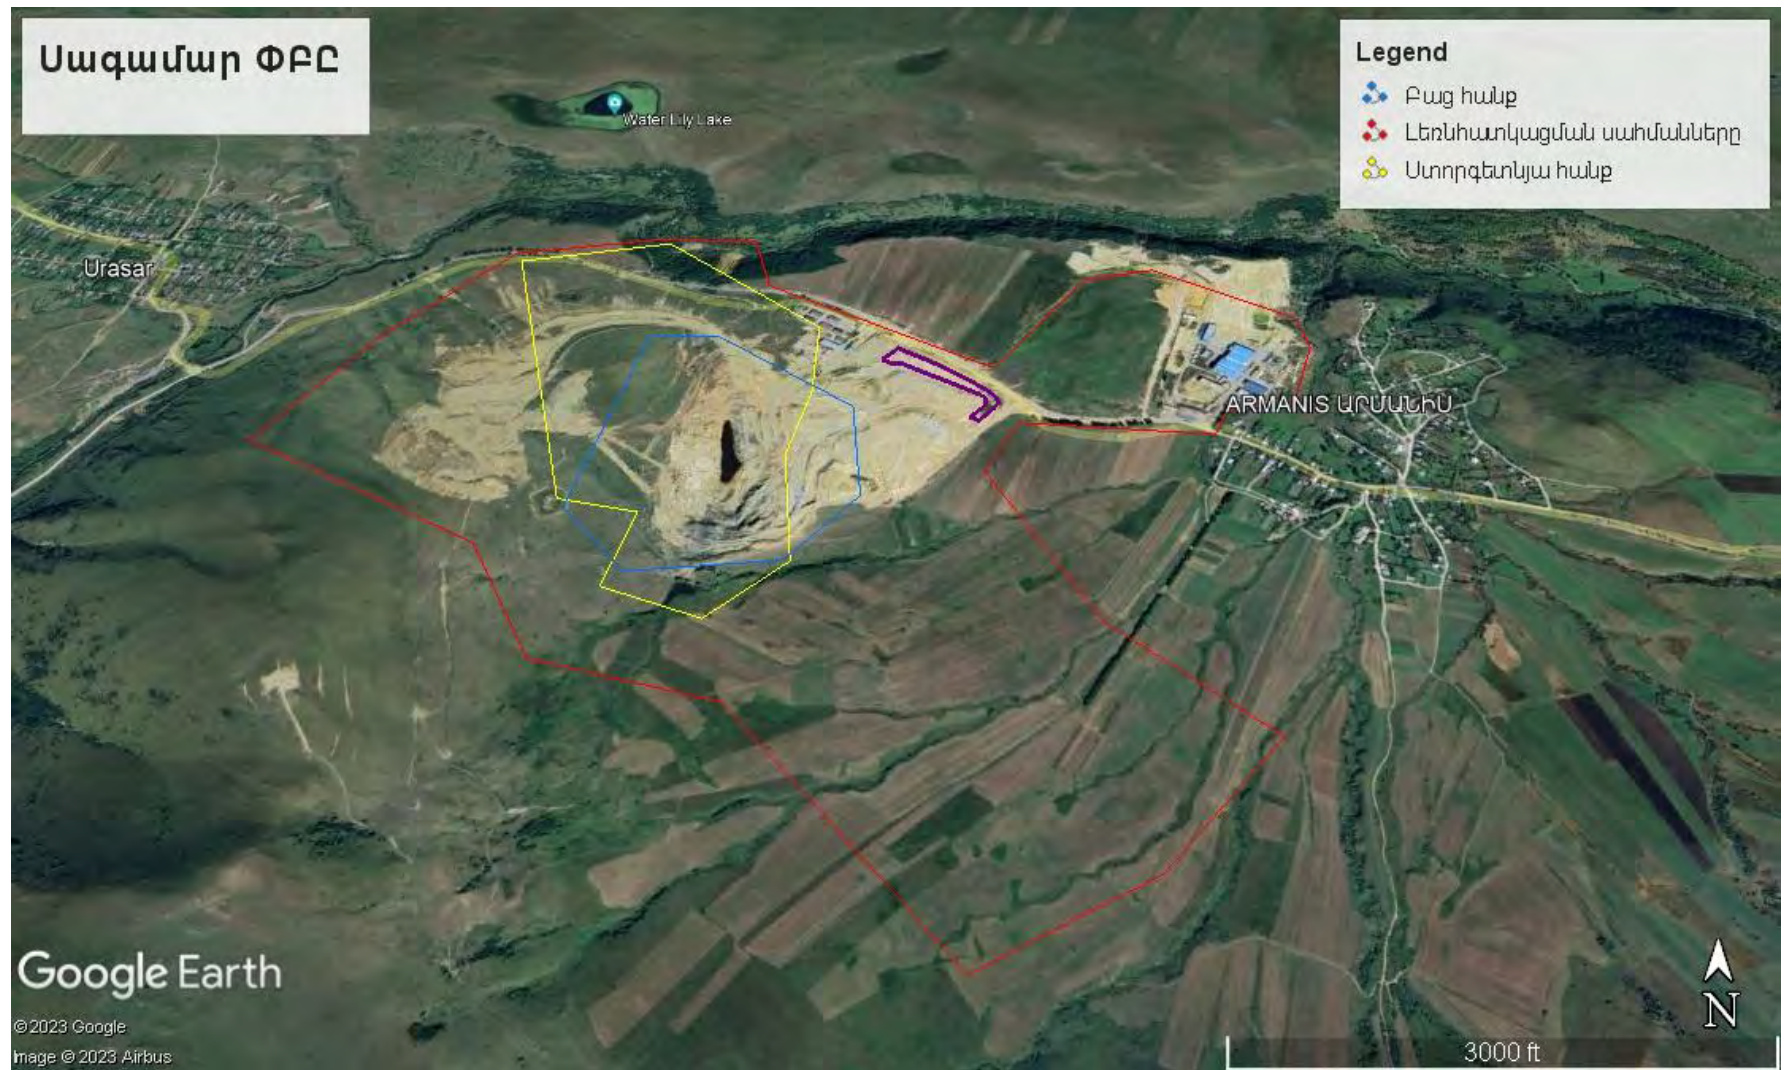 Սագամար ՓԲԸ
Legend
Բաց հանք
Լեռնհատկացման սահմանները
Ստորգետնյա հանք
Water Lily Lake
Urasar
ARMANIS ԱՐՄԱՆԻՍ
Google Earth
©2023 Google
Image © 2023 Airbus
N
3000 ft